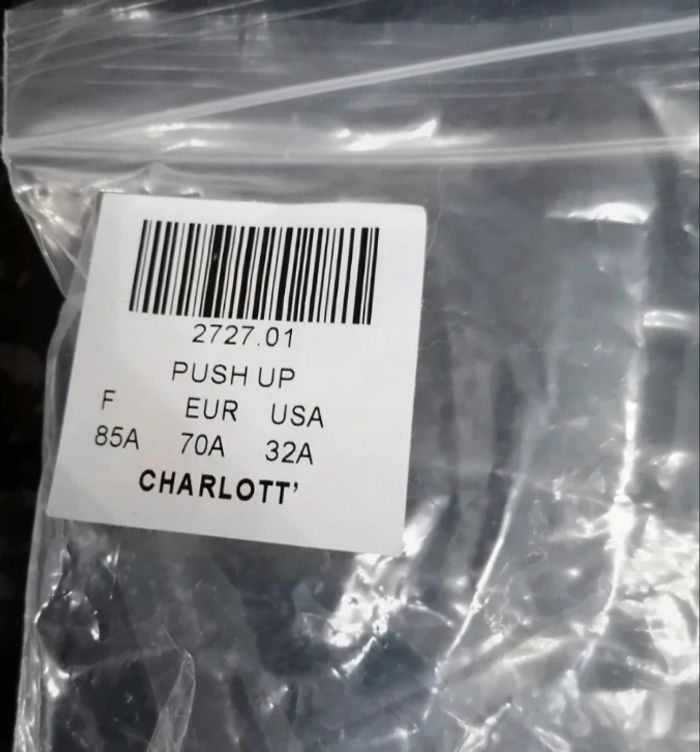 2727.01
PUSH UP
F EUR USA
85A 70A 32A
CHARLOTT'